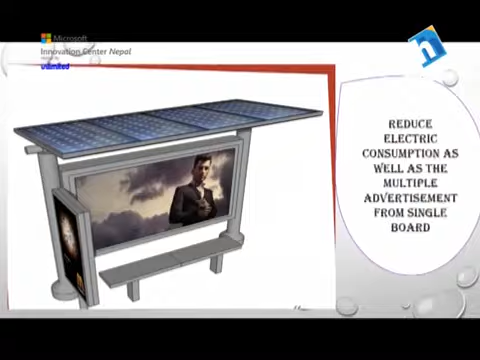 Microsoft
Innovation Center Nepal
unlimited
REDUCE
ELECTRIC
CONSUMPTION AS
WELL AS THE
MULTIPLE
ADVERTISEMENT
FROM SINGLE
BOARD